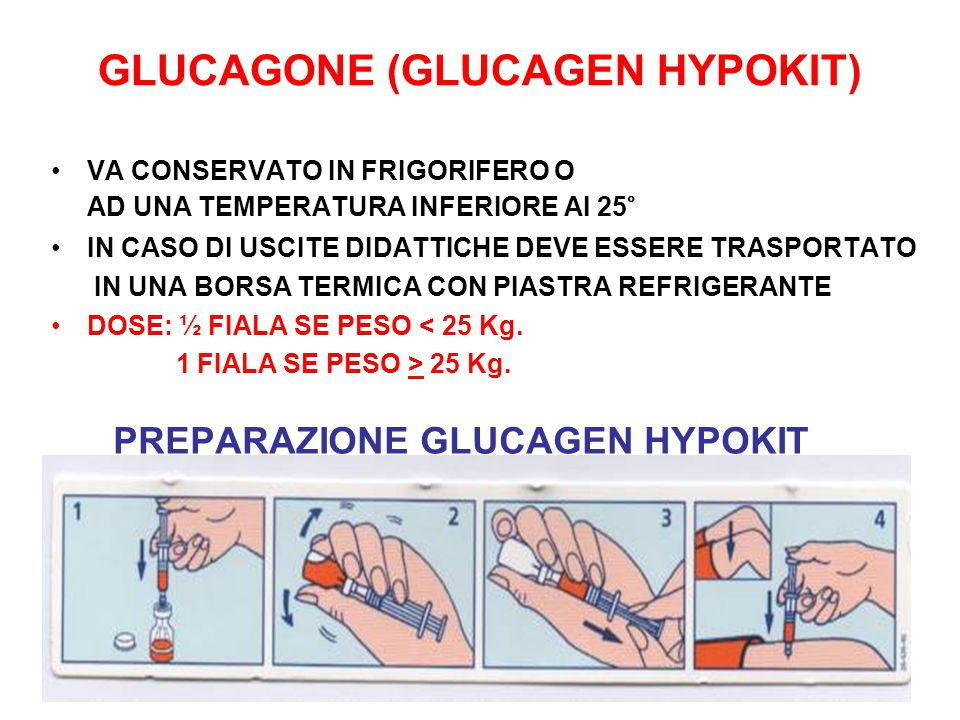 GLUCAGONE (GLUCAGEN HYPOKIT)
• VA CONSERVATO IN FRIGORIFERO O
AD UNA TEMPERATURA INFERIORE AI 25°
• IN CASO DI USCITE DIDATTICHE DEVE ESSERE TRASPORTATO
IN UNA BORSA TERMICA CON PIASTRA REFRIGERANTE
• DOSE: ½ FIALA SE PESO < 25 Kg.
1 FIALA SE PESO > 25 Kg.
PREPARAZIONE GLUCAGEN HYPOKIT
1 2 3 4